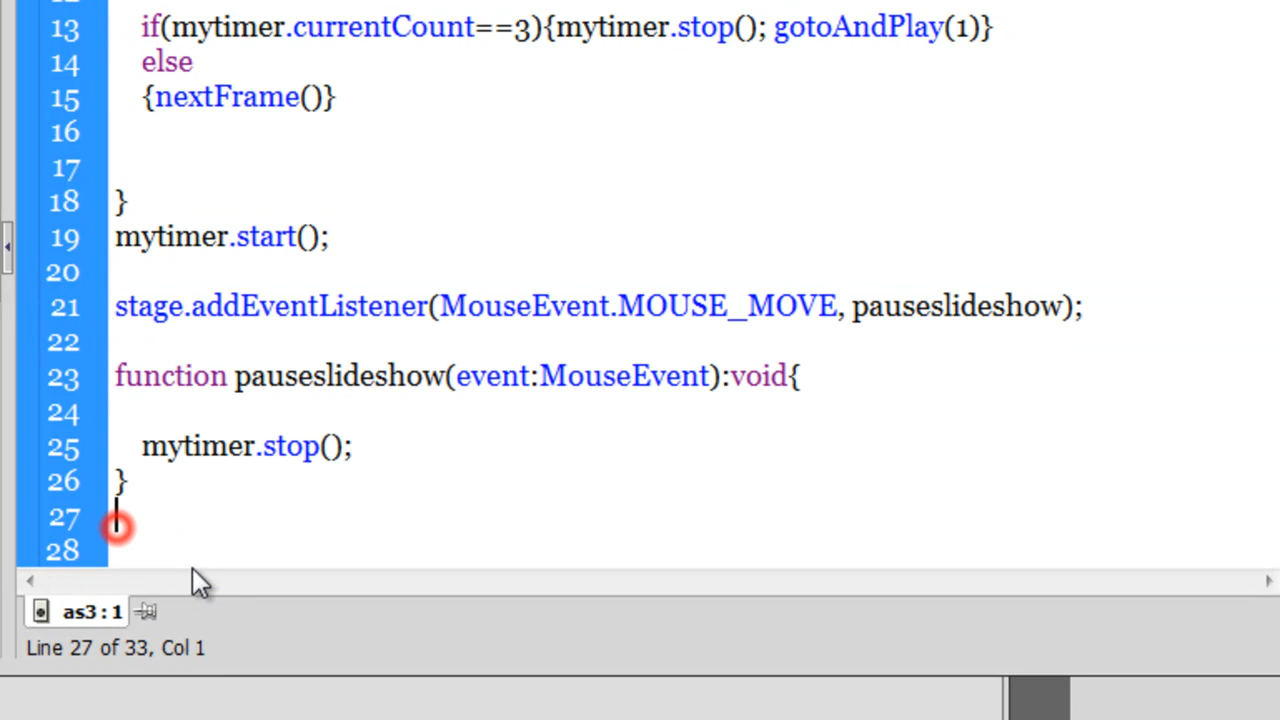 13 if(mytimer.currentCount==3){mytimer.stop(); gotoAndPlay(1)}
14 else
15 {nextFrame()}
16
17
18 }
19 mytimer.start();
20
21 stage.addEventListener(MouseEvent.MOUSE_MOVE, pauseslideshow);
22
23 function pauseslideshow(event:MouseEvent):void{
24
25 mytimer.stop();
26 }
27
28
as3:1
Line 27 of 33, Col 1